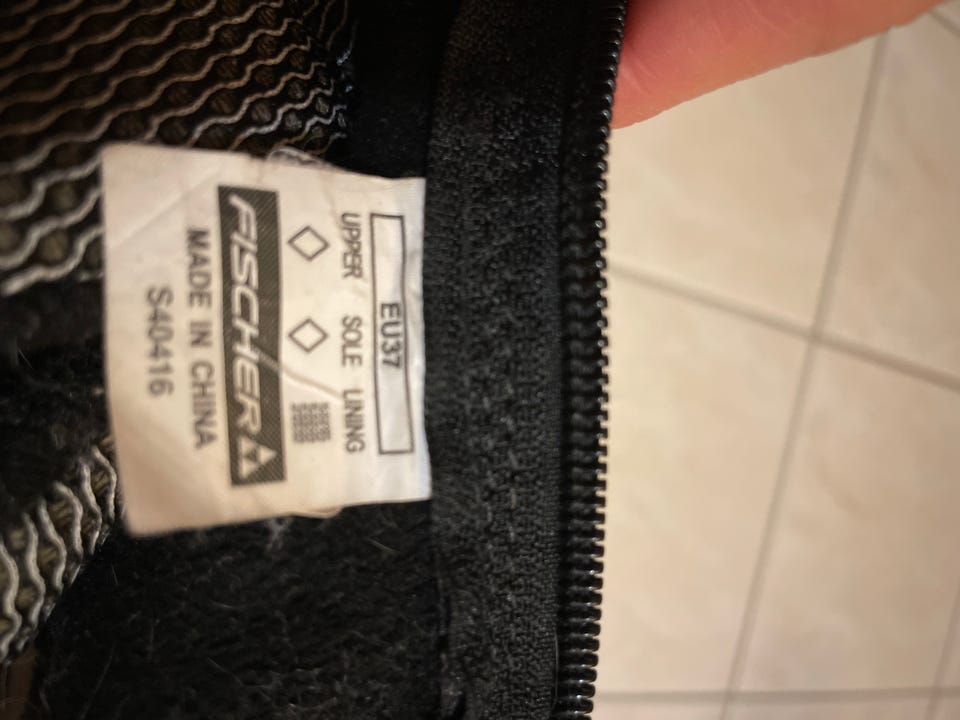 EU37
UPPER SOLE LINING
FISCHER
MADE IN CHINA
S40416